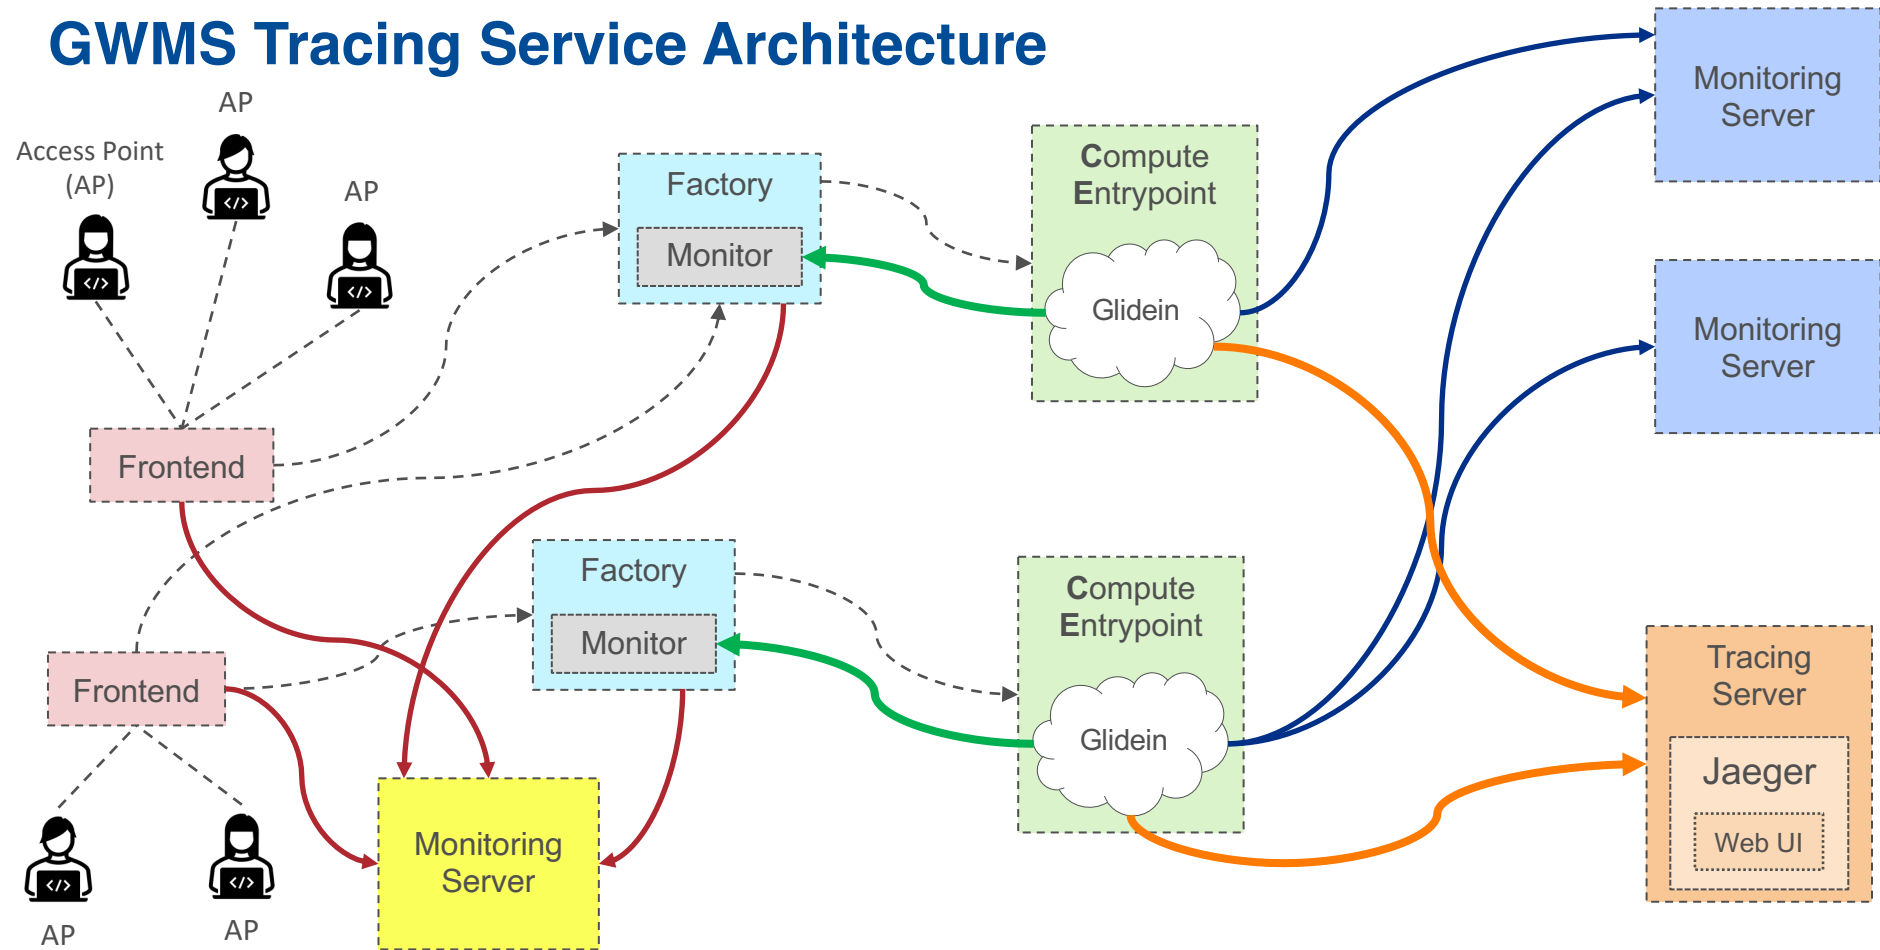 GWMS Tracing Service Architecture
AP
Access Point
(AP)
</>
AP
</>
</>
Frontend
Frontend
</>
AP
</>
AP
Factory
Monitor
Factory
Monitor
Monitoring
Server
Compute
Entrypoint
Glidein
Compute
Entrypoint
Glidein
Monitoring
Server
Monitoring
Server
Tracing
Server
Jaeger
Web UI